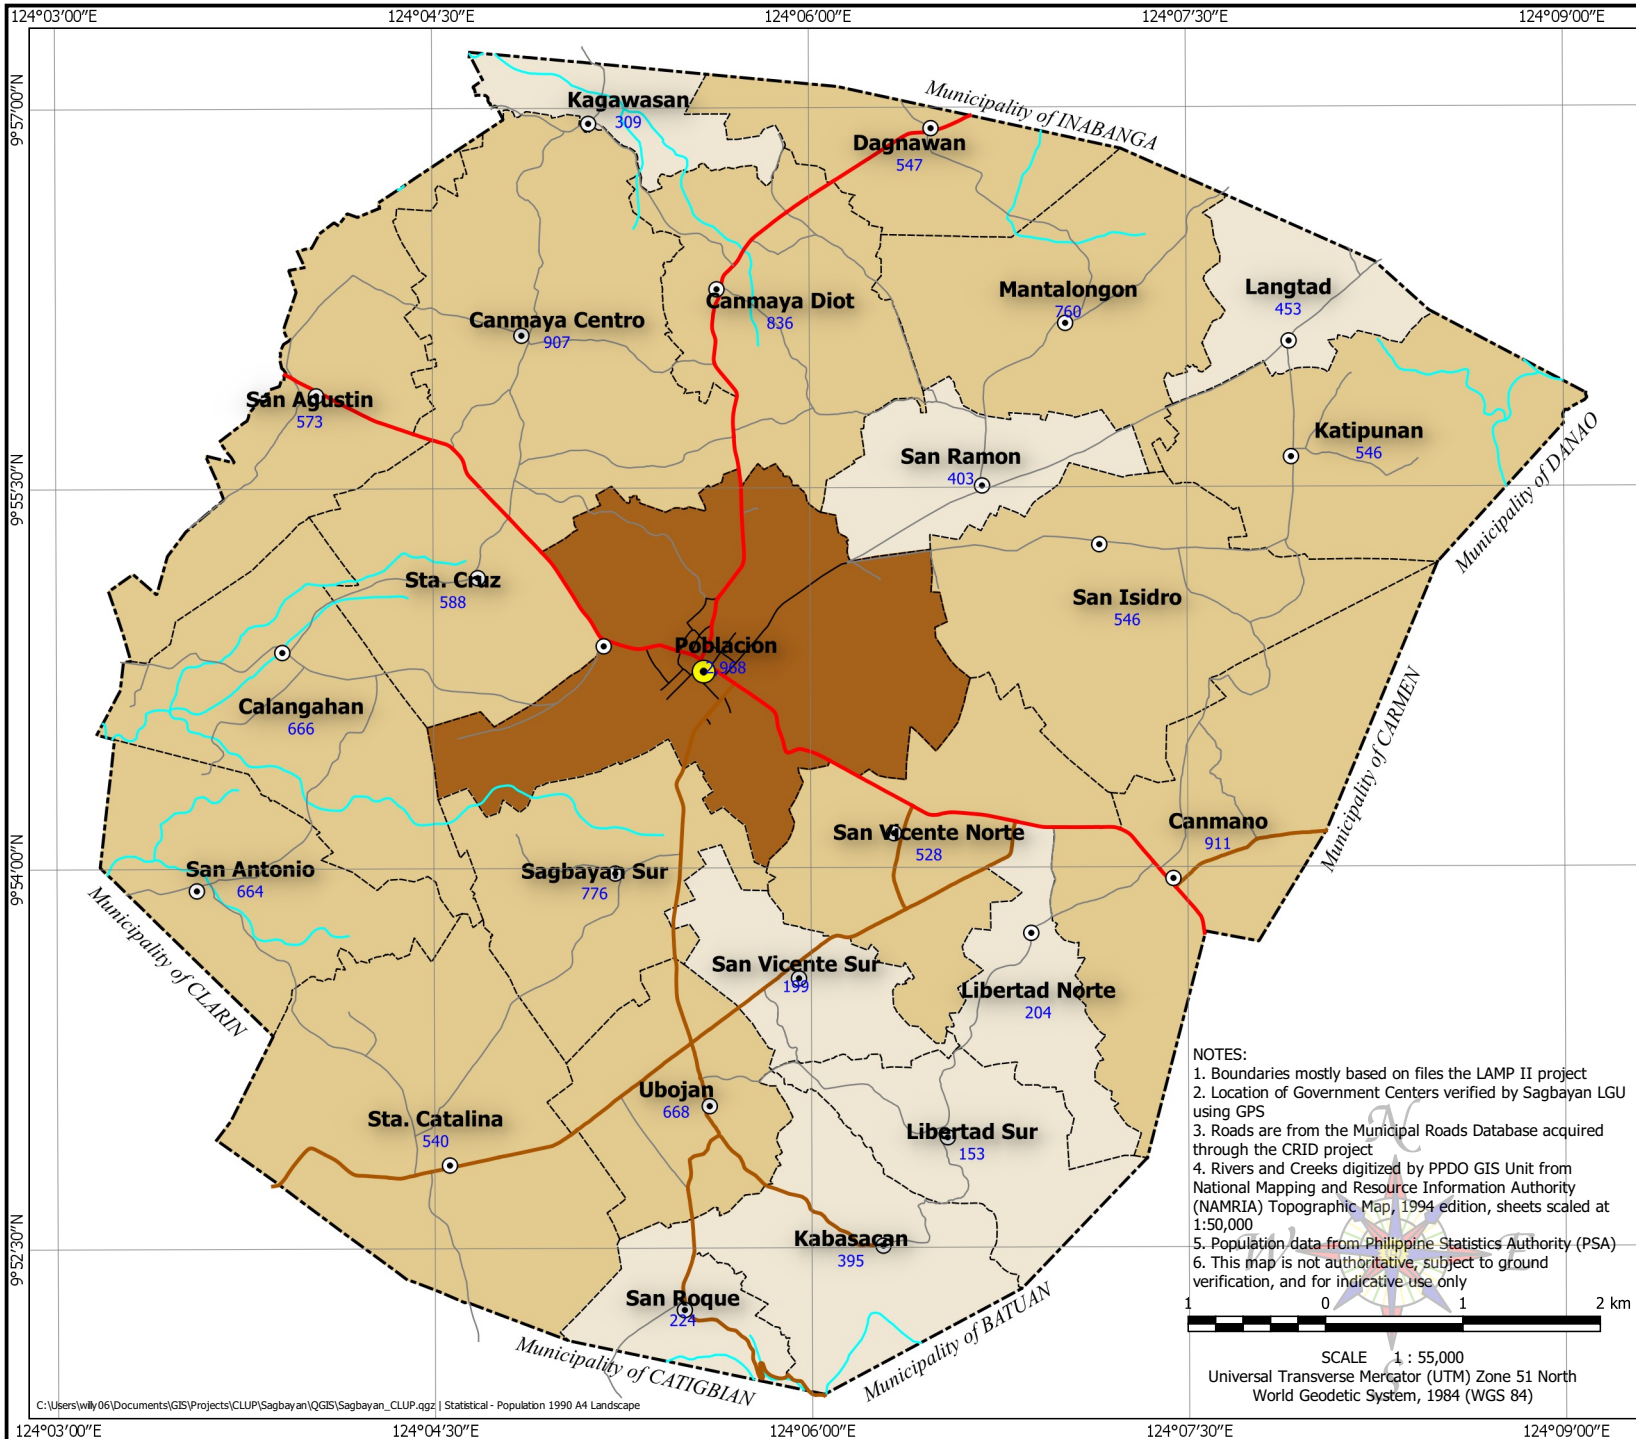 124°03'00"E 124°04'30"E 124°06'00"E 124°07'30"E 124°09'00"E
9°57'00"N
9°55'30"N
9°54'00"N
9°52'30"N
Municipality of INABANGA
Kagawasan
309
Dagnawan
547
Canmaya Diot
836
Mantalongon
760
Langtad
453
Canmaya Centro
907
San Agustin
573
Katipunan
546
San Ramon
403
Municipality of DANAO
Sta. Cruz
588
San Isidro
546
Poblacion
2,968
Calangahan
666
Municipality of CARMEN
San Vicente Norte
528
Canmano
911
San Antonio
664
Sagbayan Sur
776
Municipality of CLARIN
San Vicente Sur
199
Libertad Norte
204
Ubojan
668
Sta. Catalina
540
Libertad Sur
153
Kabasacan
395
San Roque
224
Municipality of CATIGBIAN
Municipality of BATUAN
NOTES:
1. Boundaries mostly based on files the LAMP II project
2. Location of Government Centers verified by Sagbayan LGU
using GPS
3. Roads are from the Municipal Roads Database acquired
through the CRID project
4. Rivers and Creeks digitized by PPDO GIS Unit from
National Mapping and Resource Information Authority
(NAMRIA) Topographic Map, 1994 edition, sheets scaled at
1:50,000
5. Population data from Philippine Statistics Authority (PSA)
6. This map is not authoritative, subject to ground
verification, and for indicative use only
N
W E
S
1 0 1 2 km
SCALE 1 : 55,000
Universal Transverse Mercator (UTM) Zone 51 North
World Geodetic System, 1984 (WGS 84)
C:\Users\willy06\Documents\GIS\Projects\CLUP\Sagbayan\QGIS\Sagbayan_CLUP.qgz | Statistical - Population 1990 A4 Landscape
124°03'00"E 124°04'30"E 124°06'00"E 124°07'30"E 124°09'00"E